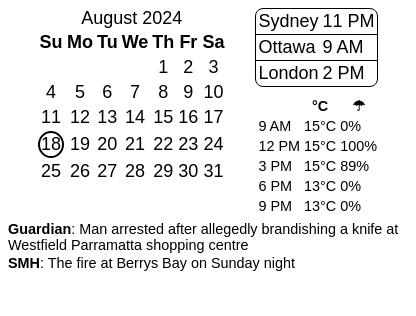 August 2024
Su Mo Tu We Th Fr Sa
1 2 3
4 5 6 7 8 9 10
11 12 13 14 15 16 17
18 19 20 21 22 23 24
25 26 27 28 29 30 31
Sydney 11 PM
Ottawa 9 AM
London 2 PM
°C ☂
9 AM 15°C 0%
12 PM 15°C 100%
3 PM 15°C 89%
6 PM 13°C 0%
9 PM 13°C 0%
Guardian: Man arrested after allegedly brandishing a knife at
Westfield Parramatta shopping centre
SMH: The fire at Berrys Bay on Sunday night